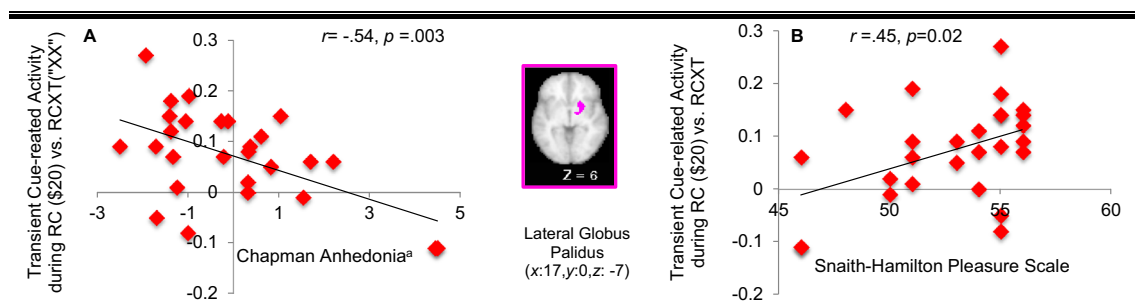 A
r= -.54, p =.003
Transient Cue-reated Activity
during RC ($20) vs. RCXT("XX")
0.3
0.2
0.1
0
-0.1
-0.2
-3
-1
1
3
5
Chapman Anhedoniaᵃ
Z = 6
Lateral Globus
Palidus
(x:17,y:0,z: -7)
B
r =.45, p=0.02
Transient Cue-related Activity
during RC ($20) vs. RCXT
0.3
0.2
0.1
0
-0.1
-0.2
45
50
55
60
Snaith-Hamilton Pleasure Scale